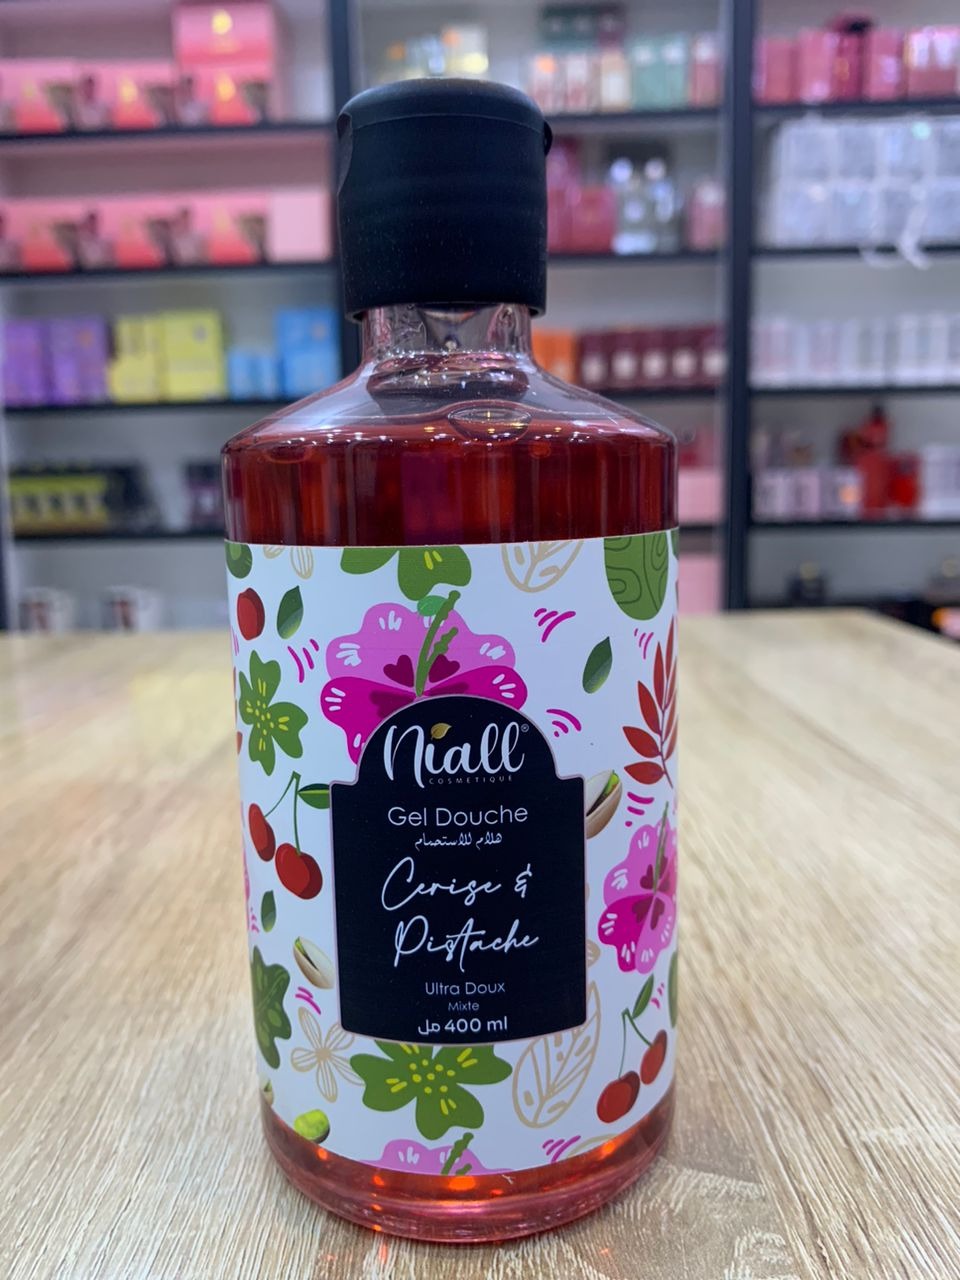 Niall®
COSMETIQUE
Gel Douche
هلام للاستحمام
Cerise &
Pistache
Ultra Doux
Mixte
400 ml مل